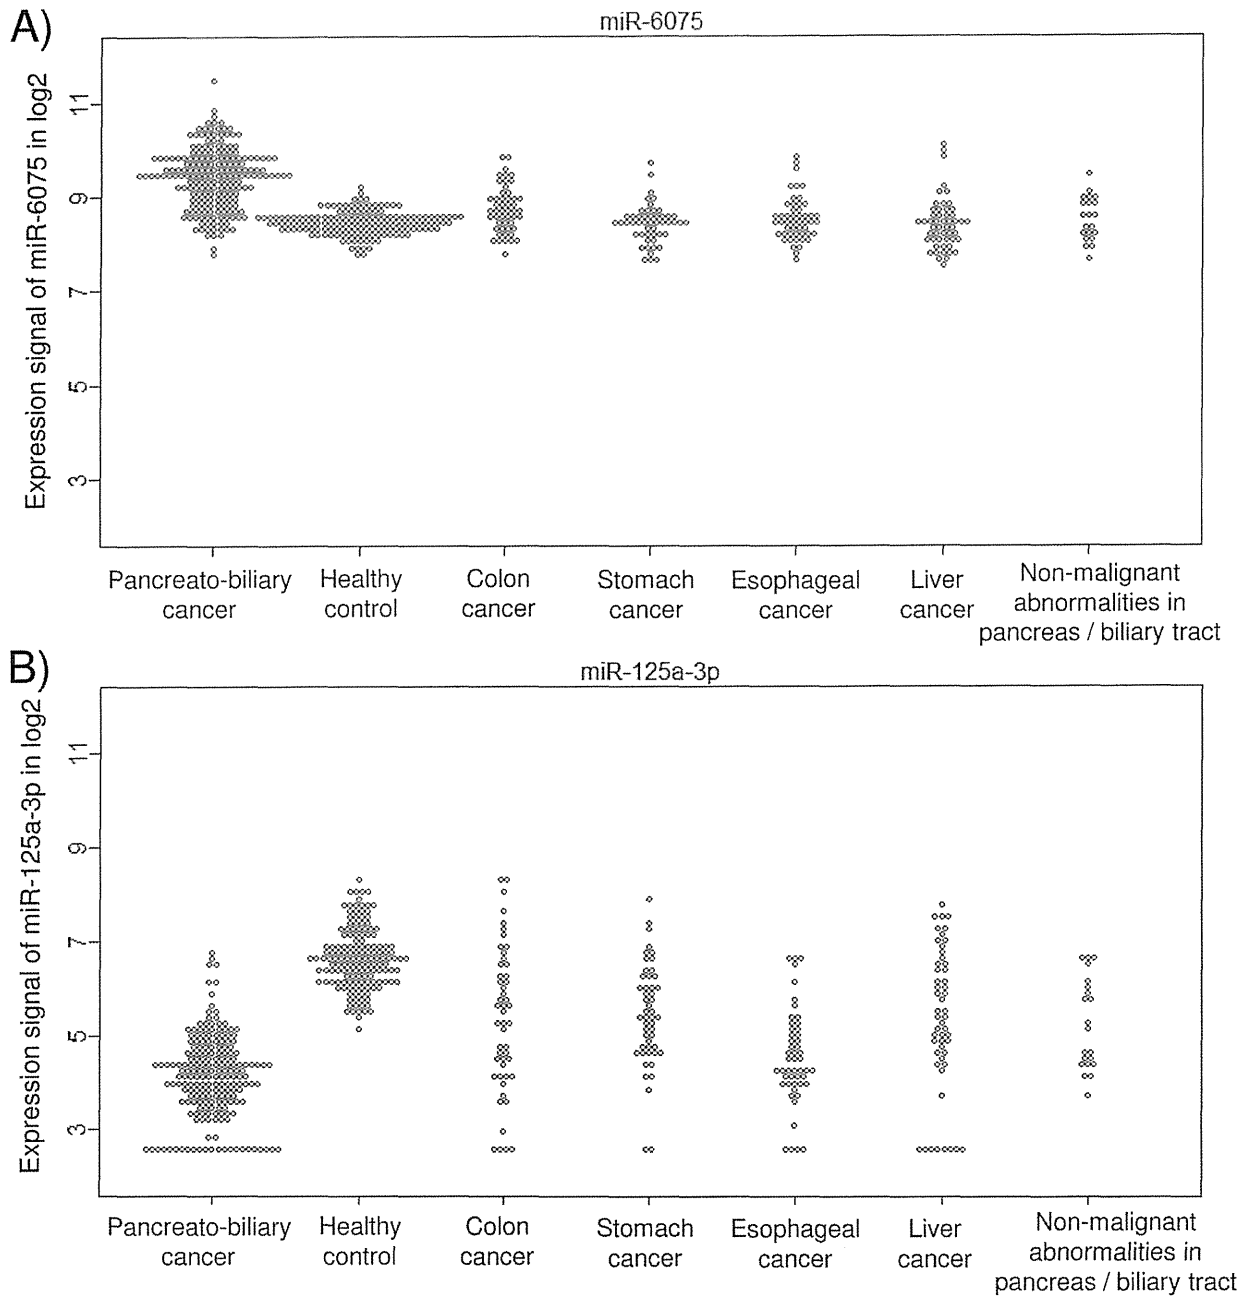 A)
miR-6075
Expression signal of miR-6075 in log2
11
9
7
5
3
Pancreato-biliary
cancer
Healthy
control
Colon
cancer
Stomach
cancer
Esophageal
cancer
Liver
cancer
Non-malignant
abnormalities in
pancreas / biliary tract
B)
miR-125a-3p
Expression signal of miR-125a-3p in log2
11
9
7
5
3
Pancreato-biliary
cancer
Healthy
control
Colon
cancer
Stomach
cancer
Esophageal
cancer
Liver
cancer
Non-malignant
abnormalities in
pancreas / biliary tract